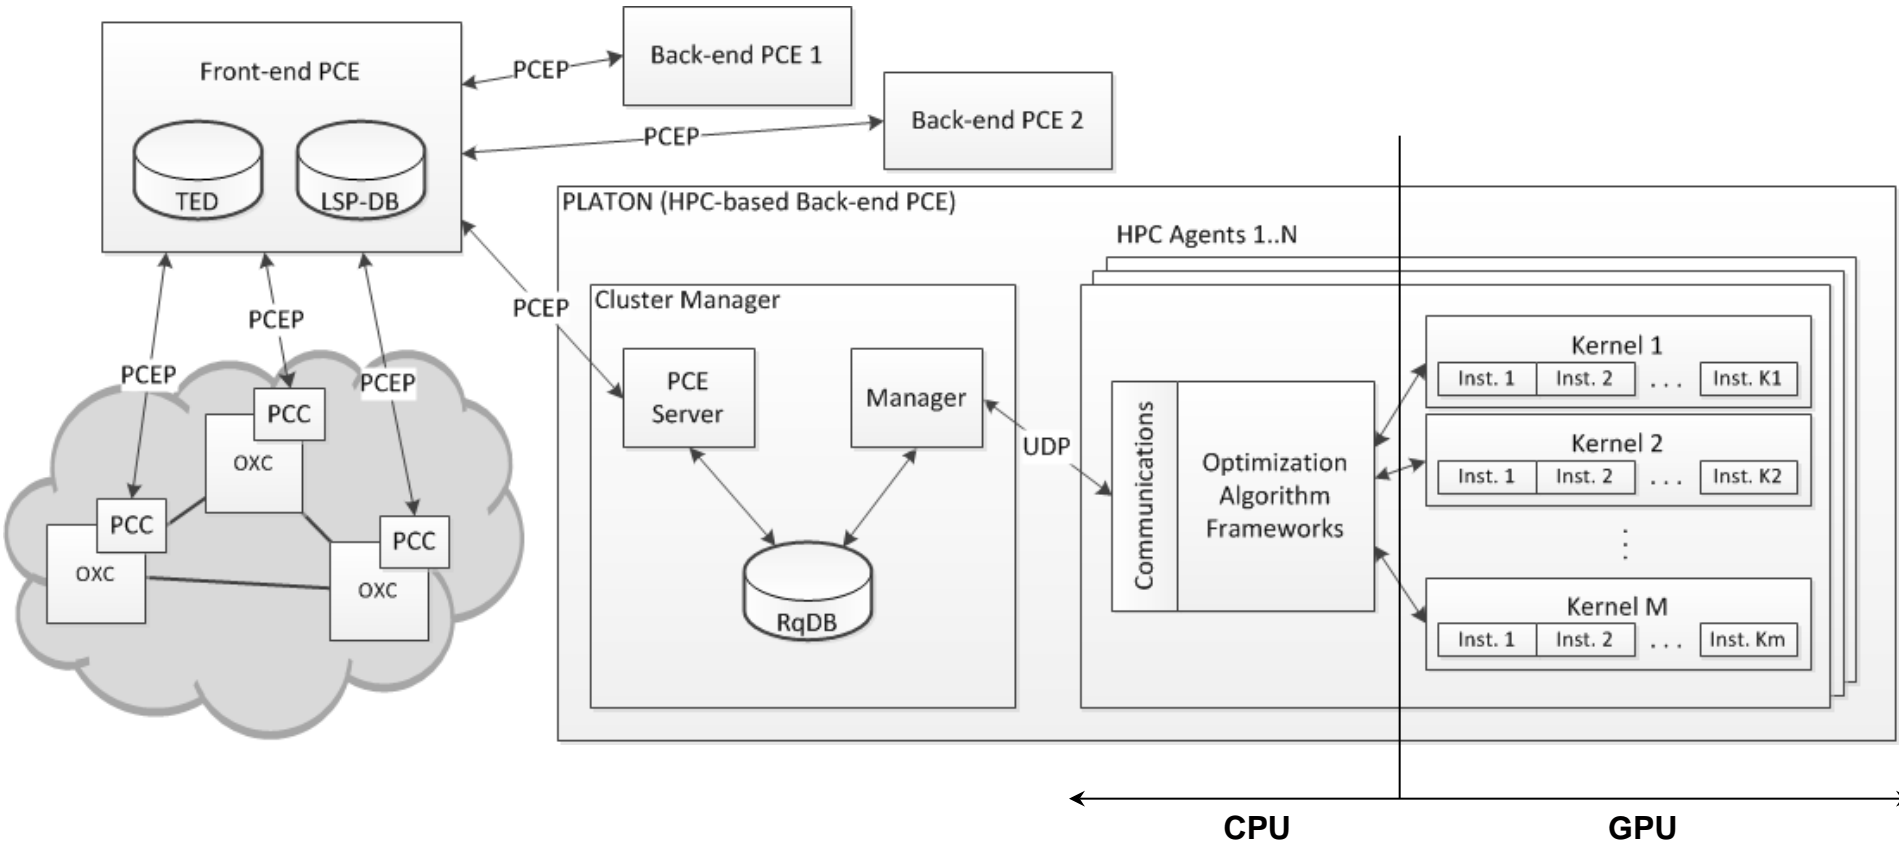 Front-end PCE
TED
LSP-DB
PCEP
Back-end PCE 1
PCEP
Back-end PCE 2
PCEP
PCEP
PCEP
PCEP
PCC
OXC
PCC
OXC
PCC
OXC
PLATON (HPC-based Back-end PCE)
Cluster Manager
PCE
Server
Manager
RqDB
UDP
HPC Agents 1..N
Communications
Optimization
Algorithm
Frameworks
Kernel 1
Inst. 1 Inst. 2 . . . Inst. K1
Kernel 2
Inst. 1 Inst. 2 . . . Inst. K2
⋮
Kernel M
Inst. 1 Inst. 2 . . . Inst. Km
CPU
GPU